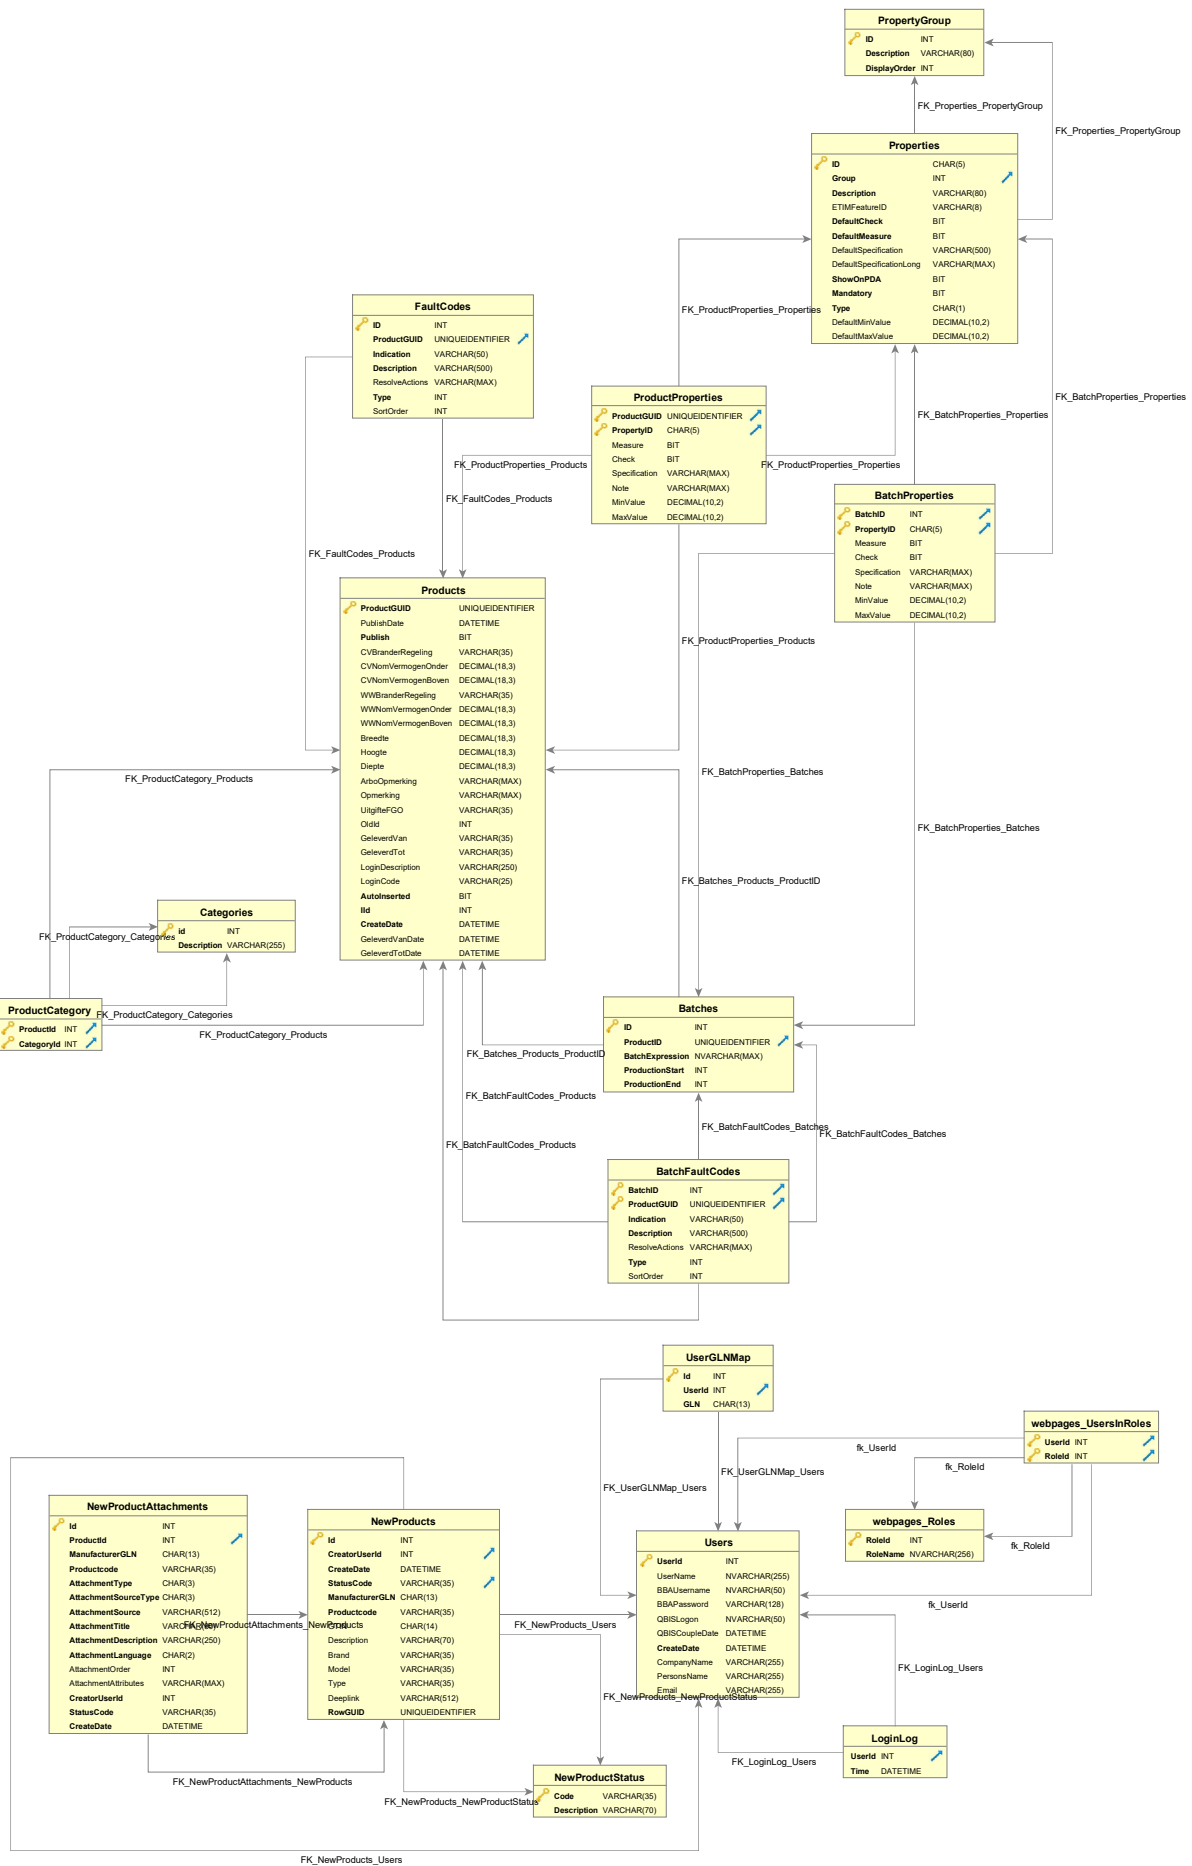 PropertyGroup
ID INT
Description VARCHAR(80)
DisplayOrder INT
FK_Properties_PropertyGroup
FK_Properties_PropertyGroup
Properties
ID CHAR(5)
Group INT
Description VARCHAR(80)
ETIMFeatureID VARCHAR(8)
DefaultCheck BIT
DefaultMeasure BIT
DefaultSpecification VARCHAR(500)
DefaultSpecificationLong VARCHAR(MAX)
ShowOnPDA BIT
Mandatory BIT
Type CHAR(1)
DefaultMinValue DECIMAL(10,2)
DefaultMaxValue DECIMAL(10,2)
FK_ProductProperties_Properties
FaultCodes
ID INT
ProductGUID UNIQUEIDENTIFIER
Indication VARCHAR(50)
Description VARCHAR(500)
ResolveActions VARCHAR(MAX)
Type INT
SortOrder INT
ProductProperties
ProductGUID UNIQUEIDENTIFIER
PropertyID CHAR(5)
Measure BIT
Check BIT
Specification VARCHAR(MAX)
Note VARCHAR(MAX)
MinValue DECIMAL(10,2)
MaxValue DECIMAL(10,2)
FK_BatchProperties_Properties
FK_BatchProperties_Properties
FK_ProductProperties_Products
FK_ProductProperties_Properties
FK_FaultCodes_Products
FK_FaultCodes_Products
BatchProperties
BatchID INT
PropertyID CHAR(5)
Measure BIT
Check BIT
Specification VARCHAR(MAX)
Note VARCHAR(MAX)
MinValue DECIMAL(10,2)
MaxValue DECIMAL(10,2)
Products
ProductGUID UNIQUEIDENTIFIER
PublishDate DATETIME
Publish BIT
CVBranderRegeling VARCHAR(35)
CVNomVermogenOnder DECIMAL(18,3)
CVNomVermogenBoven DECIMAL(18,3)
WWBranderRegeling VARCHAR(35)
WWNomVermogenOnder DECIMAL(18,3)
WWNomVermogenBoven DECIMAL(18,3)
Breedte DECIMAL(18,3)
Hoogte DECIMAL(18,3)
Diepte DECIMAL(18,3)
ArboOpmerking VARCHAR(MAX)
Opmerking VARCHAR(MAX)
UitgifteFGO VARCHAR(35)
OldId INT
GeleverdVan VARCHAR(35)
GeleverdTot VARCHAR(35)
LoginDescription VARCHAR(250)
LoginCode VARCHAR(25)
AutoInserted BIT
IId INT
CreateDate DATETIME
GeleverdVanDate DATETIME
GeleverdTotDate DATETIME
FK_ProductProperties_Products
FK_BatchProperties_Batches
FK_ProductCategory_Products
FK_BatchProperties_Batches
FK_Batches_Products_ProductID
Categories
id INT
Description VARCHAR(255)
FK_ProductCategory_Categories
ProductCategory
ProductId INT
CategoryId INT
FK_ProductCategory_Categories
FK_ProductCategory_Products
Batches
ID INT
ProductID UNIQUEIDENTIFIER
BatchExpression NVARCHAR(MAX)
ProductionStart INT
ProductionEnd INT
FK_Batches_Products_ProductID
FK_BatchFaultCodes_Products
FK_BatchFaultCodes_Products
FK_BatchFaultCodes_Batches
FK_BatchFaultCodes_Batches
BatchFaultCodes
BatchID INT
ProductGUID UNIQUEIDENTIFIER
Indication VARCHAR(50)
Description VARCHAR(500)
ResolveActions VARCHAR(MAX)
Type INT
SortOrder INT
UserGLNMap
Id INT
UserId INT
GLN CHAR(13)
webpages_UsersInRoles
UserId INT
RoleId INT
fk_UserId
fk_RoleId
FK_UserGLNMap_Users
FK_UserGLNMap_Users
webpages_Roles
RoleId INT
RoleName NVARCHAR(256)
fk_RoleId
fk_UserId
NewProductAttachments
Id INT
ProductId INT
ManufacturerGLN CHAR(13)
Productcode VARCHAR(35)
AttachmentType CHAR(3)
AttachmentSourceType CHAR(3)
AttachmentSource VARCHAR(512)
AttachmentTitle
AttachmentDescription VARCHAR(250)
AttachmentLanguage CHAR(2)
AttachmentOrder INT
AttachmentAttributes VARCHAR(MAX)
CreatorUserId INT
StatusCode VARCHAR(35)
CreateDate DATETIME
FK_NewProductAttachments_NewProducts
NewProducts
Id INT
CreatorUserId INT
CreateDate DATETIME
StatusCode VARCHAR(35)
ManufacturerGLN CHAR(13)
Productcode VARCHAR(35)
CHAR(14)
Description VARCHAR(70)
Brand VARCHAR(35)
Model VARCHAR(35)
Type VARCHAR(35)
Deeplink VARCHAR(512)
RowGUID UNIQUEIDENTIFIER
Users
UserId INT
UserName NVARCHAR(255)
BBAUsername NVARCHAR(50)
BBAPassword VARCHAR(128)
QBISLogon NVARCHAR(50)
QBISCoupleDate DATETIME
CreateDate DATETIME
CompanyName VARCHAR(255)
PersonsName VARCHAR(255)
Email VARCHAR(255)
FK_NewProducts_Users
FK_LoginLog_Users
FK_NewProducts_NewProductStatus
LoginLog
UserId INT
Time DATETIME
FK_LoginLog_Users
FK_NewProductAttachments_NewProducts
NewProductStatus
Code VARCHAR(35)
Description VARCHAR(70)
FK_NewProducts_NewProductStatus
FK_NewProducts_Users